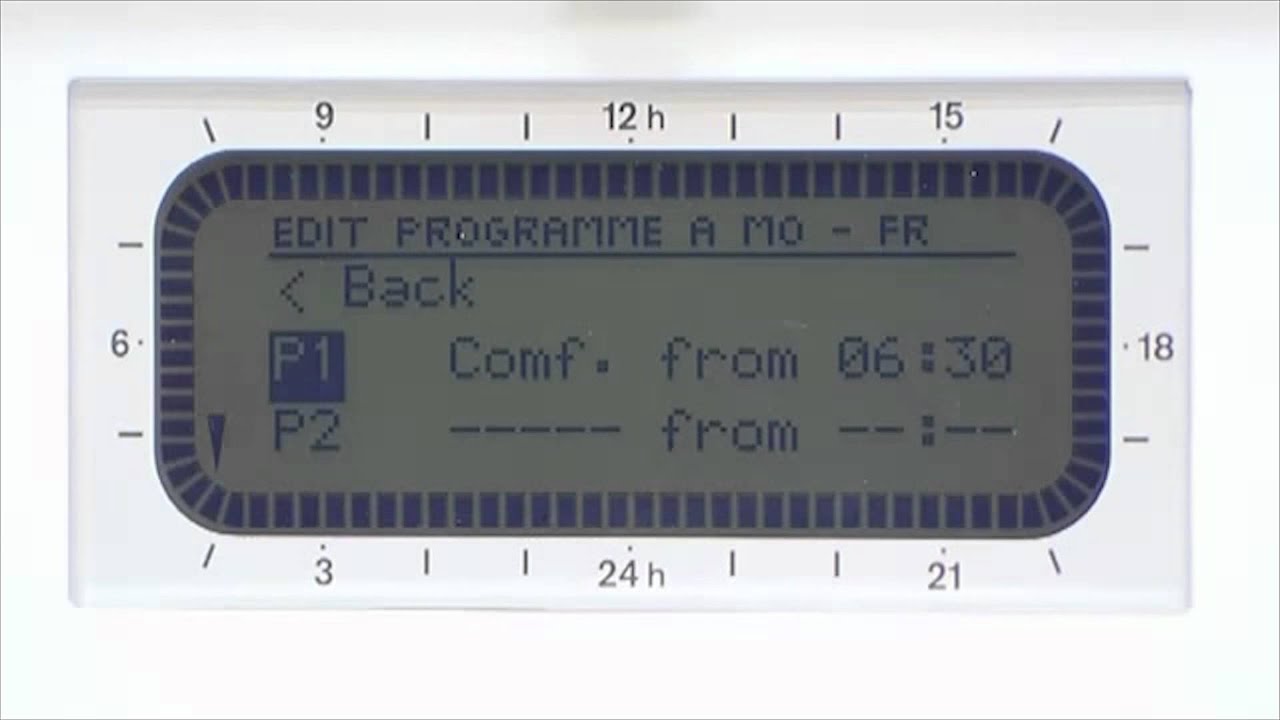 9 12 h 15
EDIT PROGRAMME A MO - FR
< Back
P1 Comf. from 06:30
P2 ----- from --:--
6 18
3 24 h 21